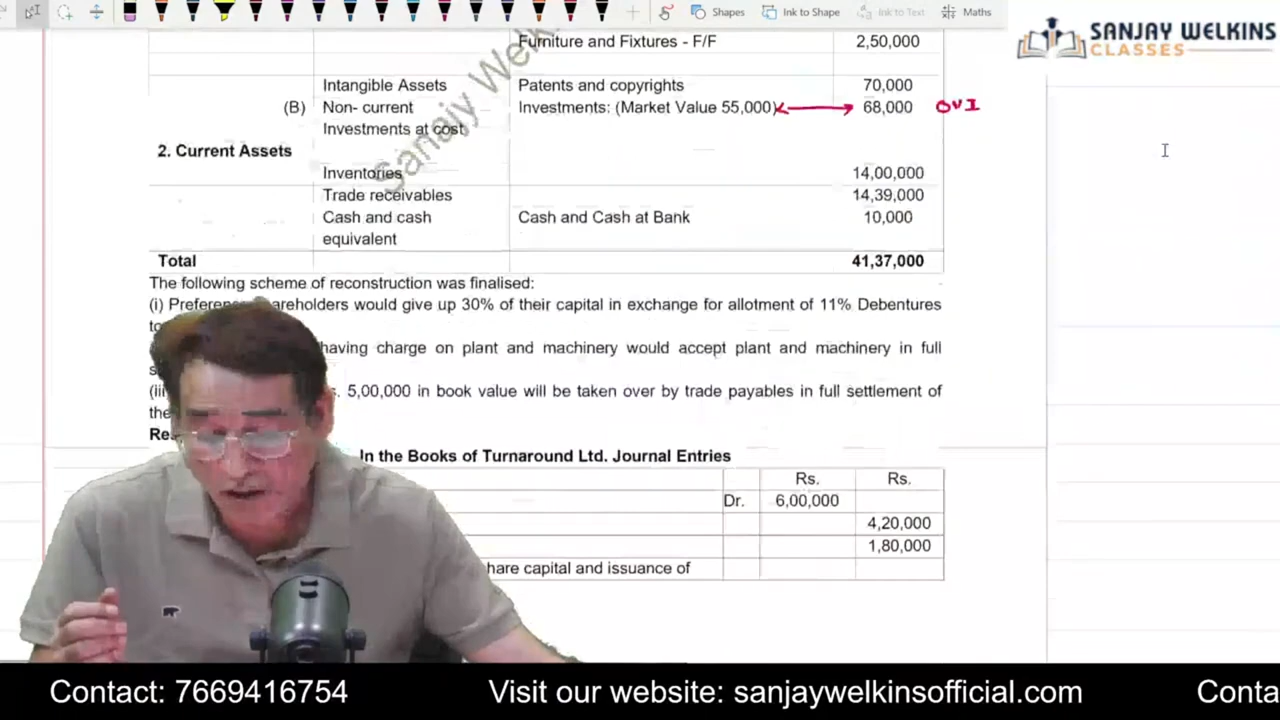 Shapes Ink to Shape Ink to Text Maths
SANJAY WELKINS
CLASSES
Furniture and Fixtures - F/F 2,50,000
Intangible Assets Patents and copyrights 70,000
(B) Non- current Investments: (Market Value 55,000) 68,000 OVI
Investments at cost
2. Current Assets
Inventories 14,00,000
Trade receivables 14,39,000
Cash and cash Cash and Cash at Bank 10,000
equivalent
Total 41,37,000
The following scheme of reconstruction was finalised:
(i) Preference shareholders would give up 30% of their capital in exchange for allotment of 11% Debentures
having charge on plant and machinery would accept plant and machinery in full
(iii) 5,00,000 in book value will be taken over by trade payables in full settlement of
the
In the Books of Turnaround Ltd. Journal Entries
Rs. Rs.
Dr. 6,00,000
4,20,000
1,80,000
share capital and issuance of
Contact: 7669416754 Visit our website: sanjaywelkinsofficial.com Conta